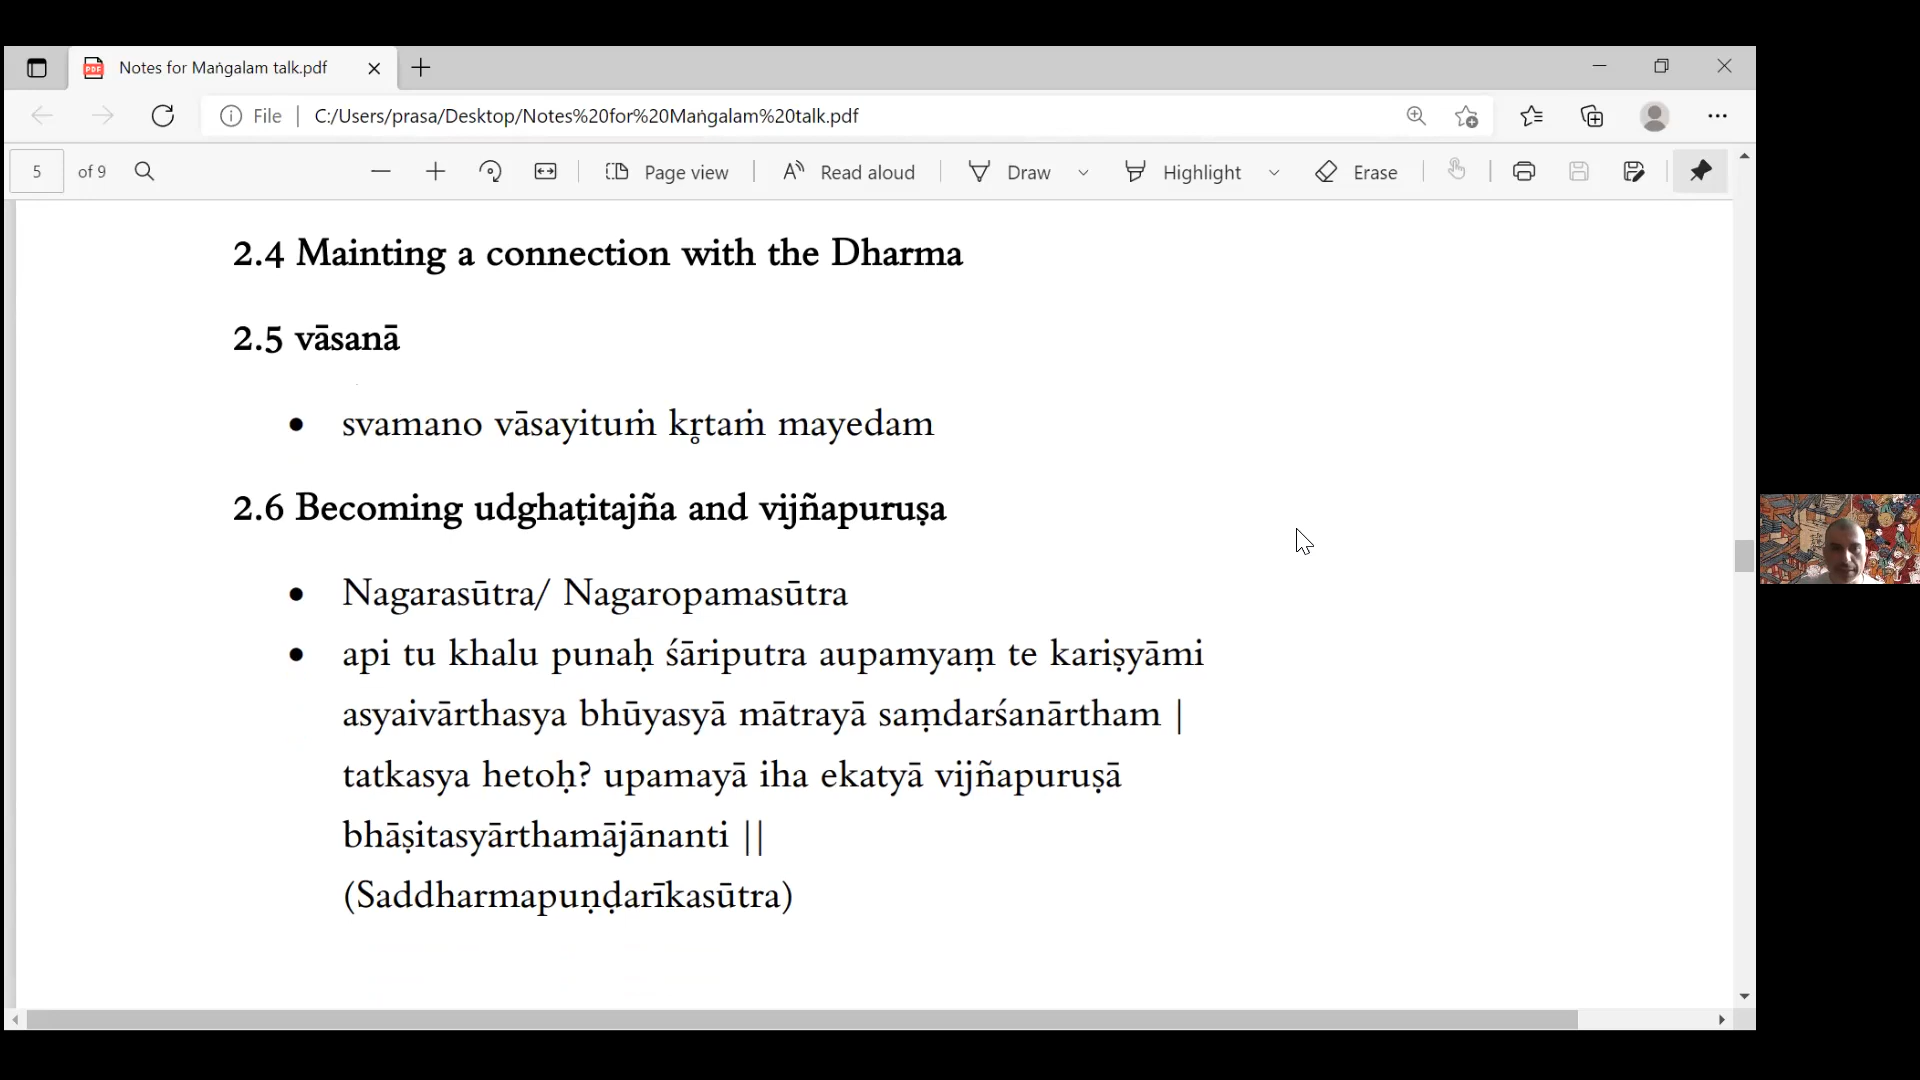 Notes for Maṅgalam talk.pdf
File | C:/Users/prasa/Desktop/Notes%20for%20Maṅgalam%20talk.pdf
5 of 9 Page view Read aloud Draw Highlight Erase
2.4 Mainting a connection with the Dharma
2.5 vāsanā
• svamano vāsayituṁ kr̥taṁ mayedam
2.6 Becoming udghaṭitajña and vijñapuruṣa
• Nagarasūtra/ Nagaropamasūtra
• api tu khalu punaḥ śāriputra aupamyaṃ te kariṣyāmi
asyaivārthasya bhūyasyā mātrayā saṃdarśanārtham |
tatkasya hetoḥ? upamayā iha ekatyā vijñapuruṣā
bhāṣitasyārthamājānanti ||
(Saddharmapuṇḍarīkasūtra)